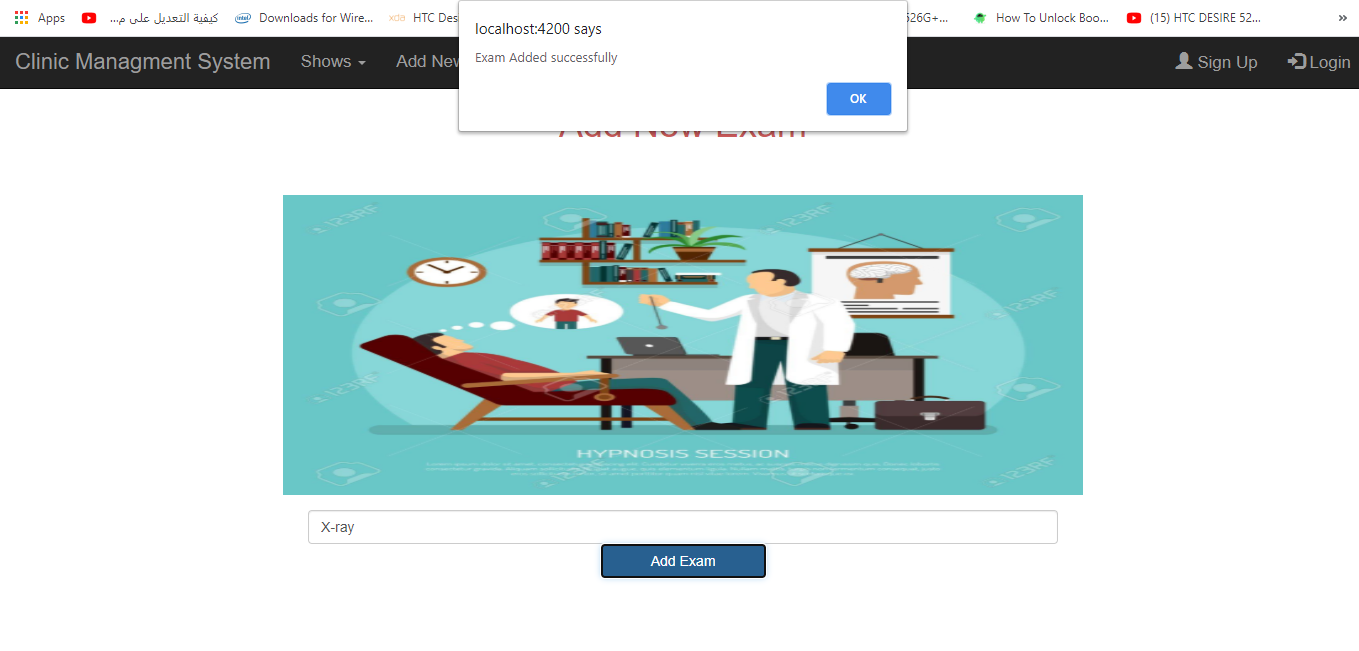 Apps
كيفية التعديل على م...
Downloads for Wire...
xda HTC Des
526G+...
How To Unlock Boo...
(15) HTC DESIRE 52...
»
localhost:4200 says
Exam Added successfully
OK
Clinic Managment System
Shows
Add New
Sign Up
Login
Add New Exam
123RF
HYPNOSIS SESSION
X-ray
Add Exam